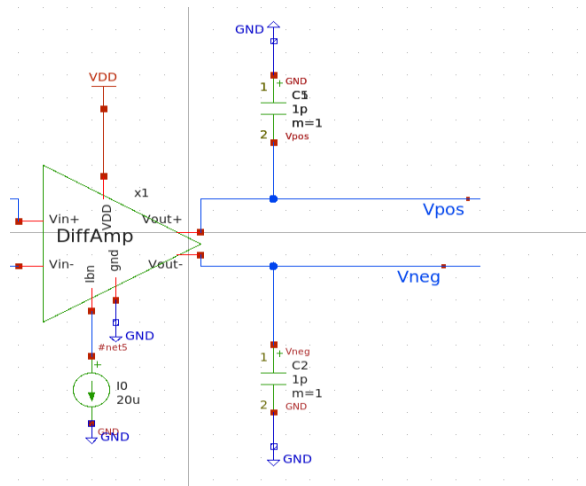 GND
VDD
1
+
GND
C1
1p
m=1
2
Vpos
x1
Vin+
VDD
Vout+
Vpos
DiffAmp
Vin-
Ibn
gnd
Vout-
Vneg
GND
#net5
+
I0
20u
GND
GND
1
+
Vneg
C2
1p
m=1
2
GND
GND